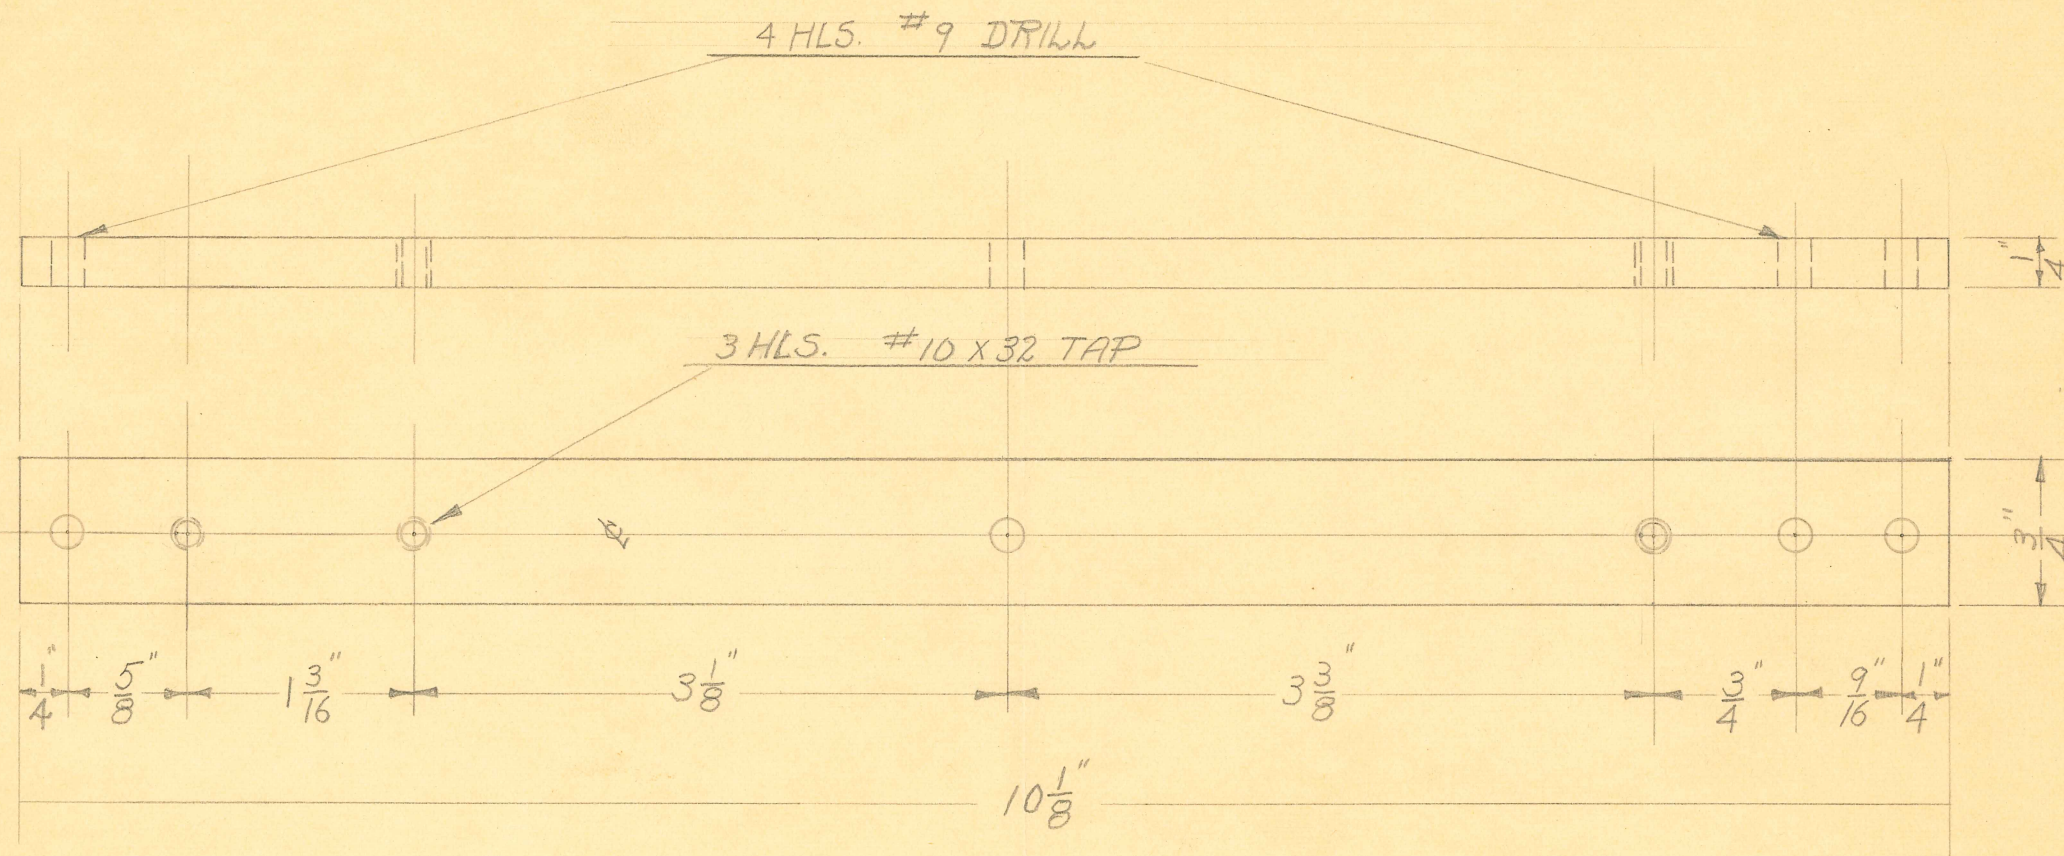 4 HLS. #9 DRILL
1/4"
3 HLS. #10 X 32 TAP
℄
3/4"
1/4" 5/8" 1 3/16" 3 1/8" 3 3/8" 3/4" 9/16" 1/4"
10 1/8"